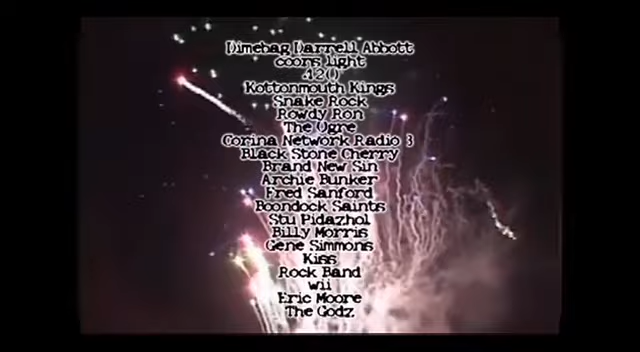 Dimebag Darrell Abbott
coors light
.12()
Kottonmouth Kings
Snake Rock
Rowdy Ron
The Ogre
Corina Network Radio 3
Black Stone Cherry
Brand New Sin
Archie Bunker
Fred Sanford
Boondock Saints
Stu Pidazhol
Billy Morris
Gene Simmons
Kiss
Rock Band
wii
Eric Moore
The Godz